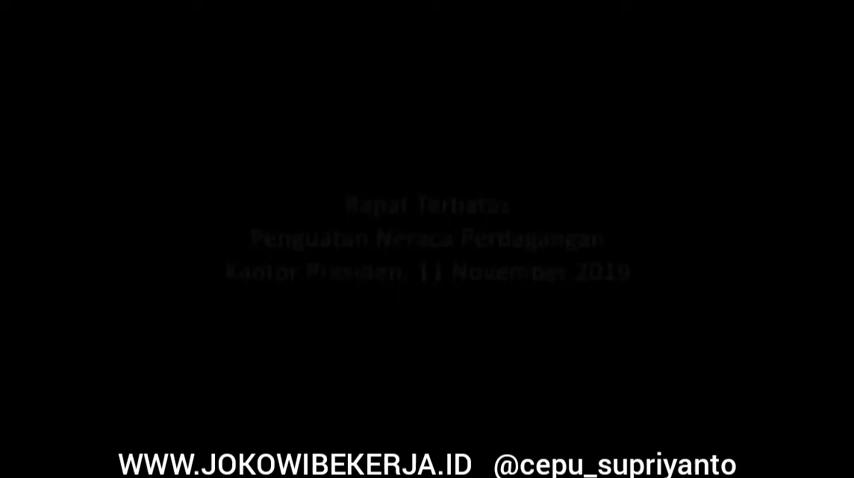 Rapat Terbatas
Penguatan Neraca Perdagangan
Kantor Presiden, 11 November 2019
WWW.JOKOWIBEKERJA.ID @cepu_supriyanto